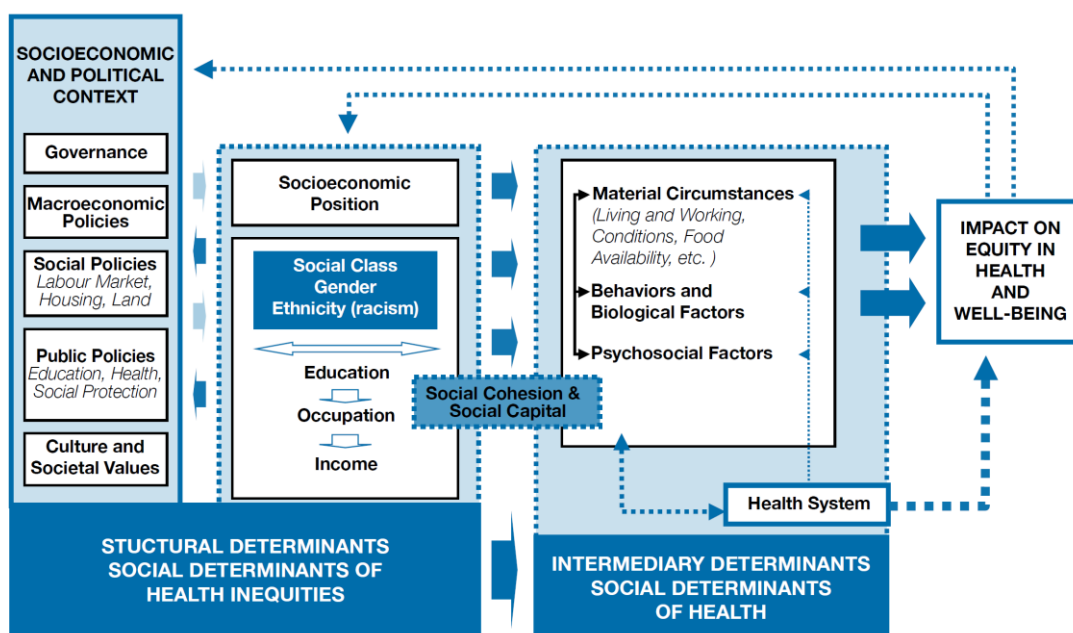 SOCIOECONOMIC
AND POLITICAL
CONTEXT
Governance
Macroeconomic
Policies
Social Policies
Labour Market,
Housing, Land
Public Policies
Education, Health,
Social Protection
Culture and
Societal Values
Socioeconomic
Position
Social Class
Gender
Ethnicity (racism)
Education
Occupation
Income
Social Cohesion &
Social Capital
Material Circumstances
(Living and Working,
Conditions, Food
Availability, etc. )
Behaviors and
Biological Factors
Psychosocial Factors
Health System
IMPACT ON
EQUITY IN
HEALTH
AND
WELL-BEING
STUCTURAL DETERMINANTS
SOCIAL DETERMINANTS OF
HEALTH INEQUITIES
INTERMEDIARY DETERMINANTS
SOCIAL DETERMINANTS
OF HEALTH